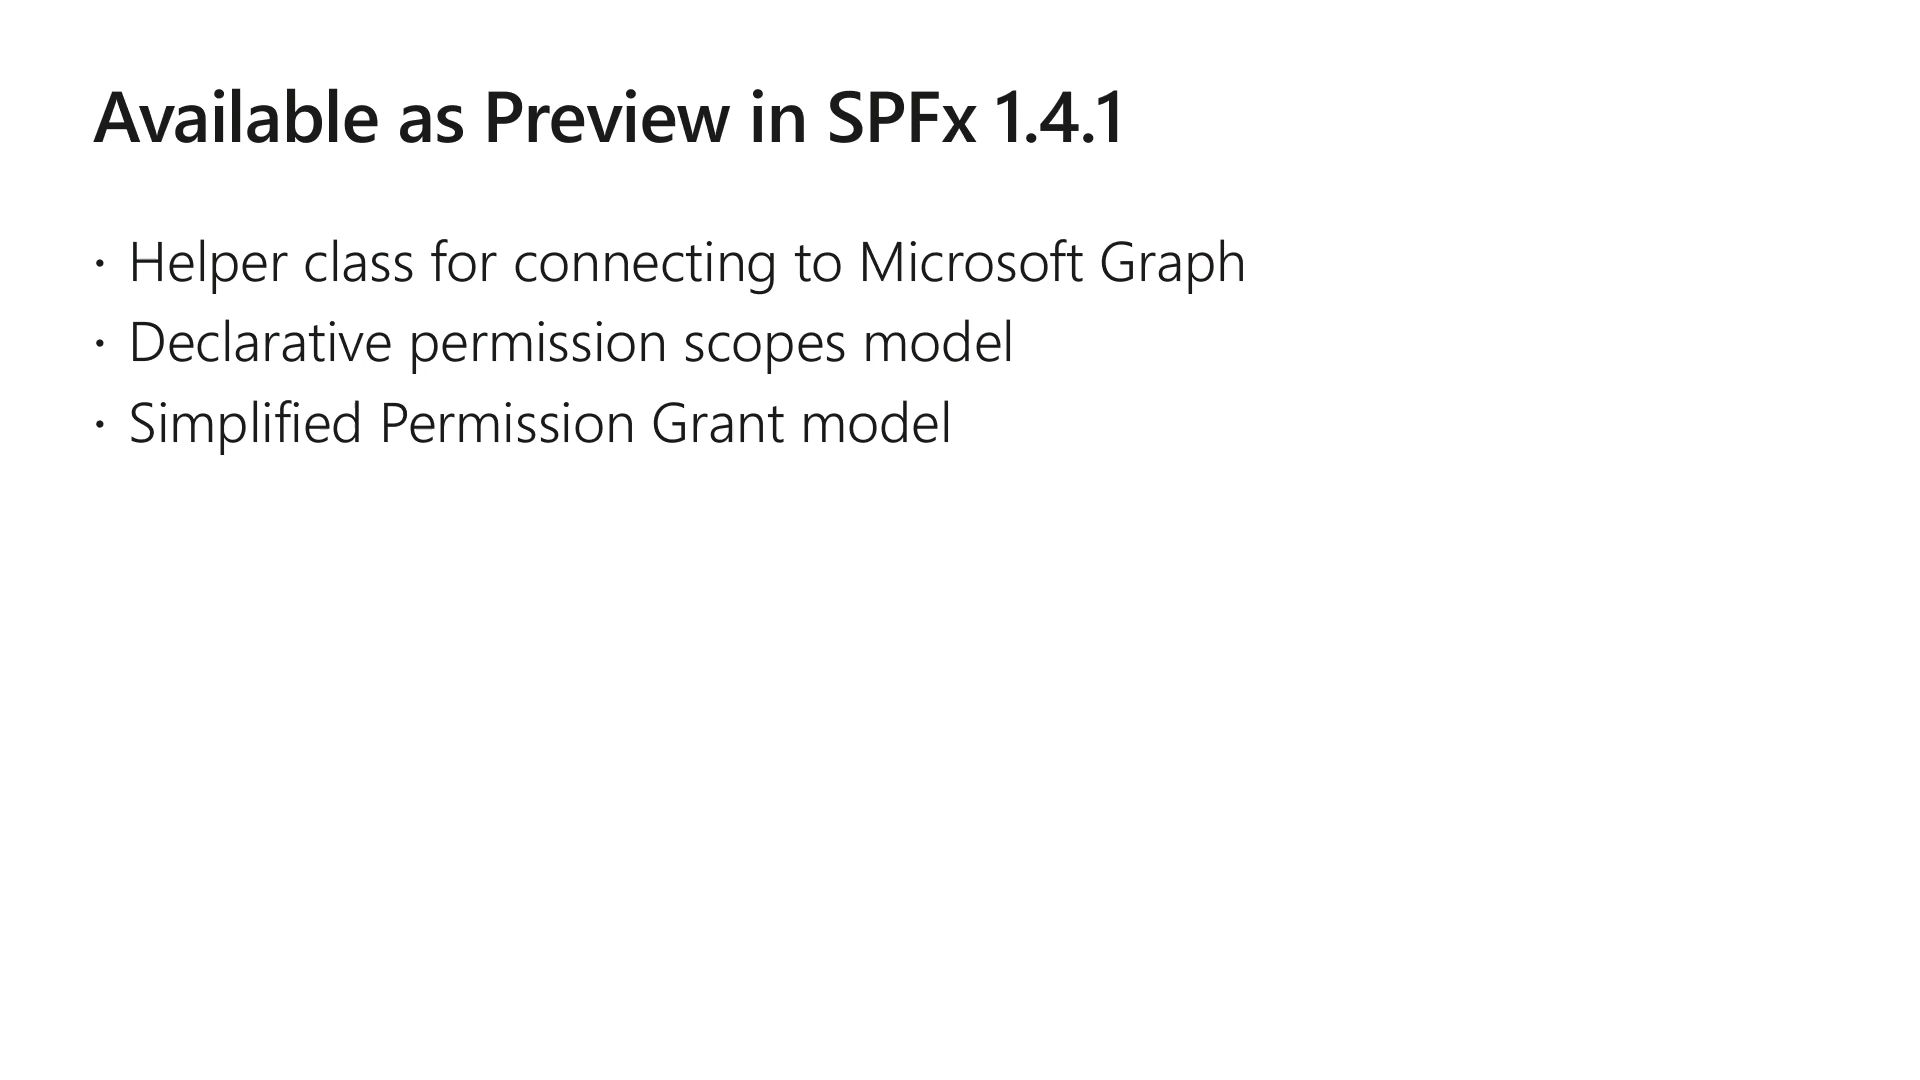 Available as Preview in SPFx 1.4.1
· Helper class for connecting to Microsoft Graph
· Declarative permission scopes model
· Simplified Permission Grant model